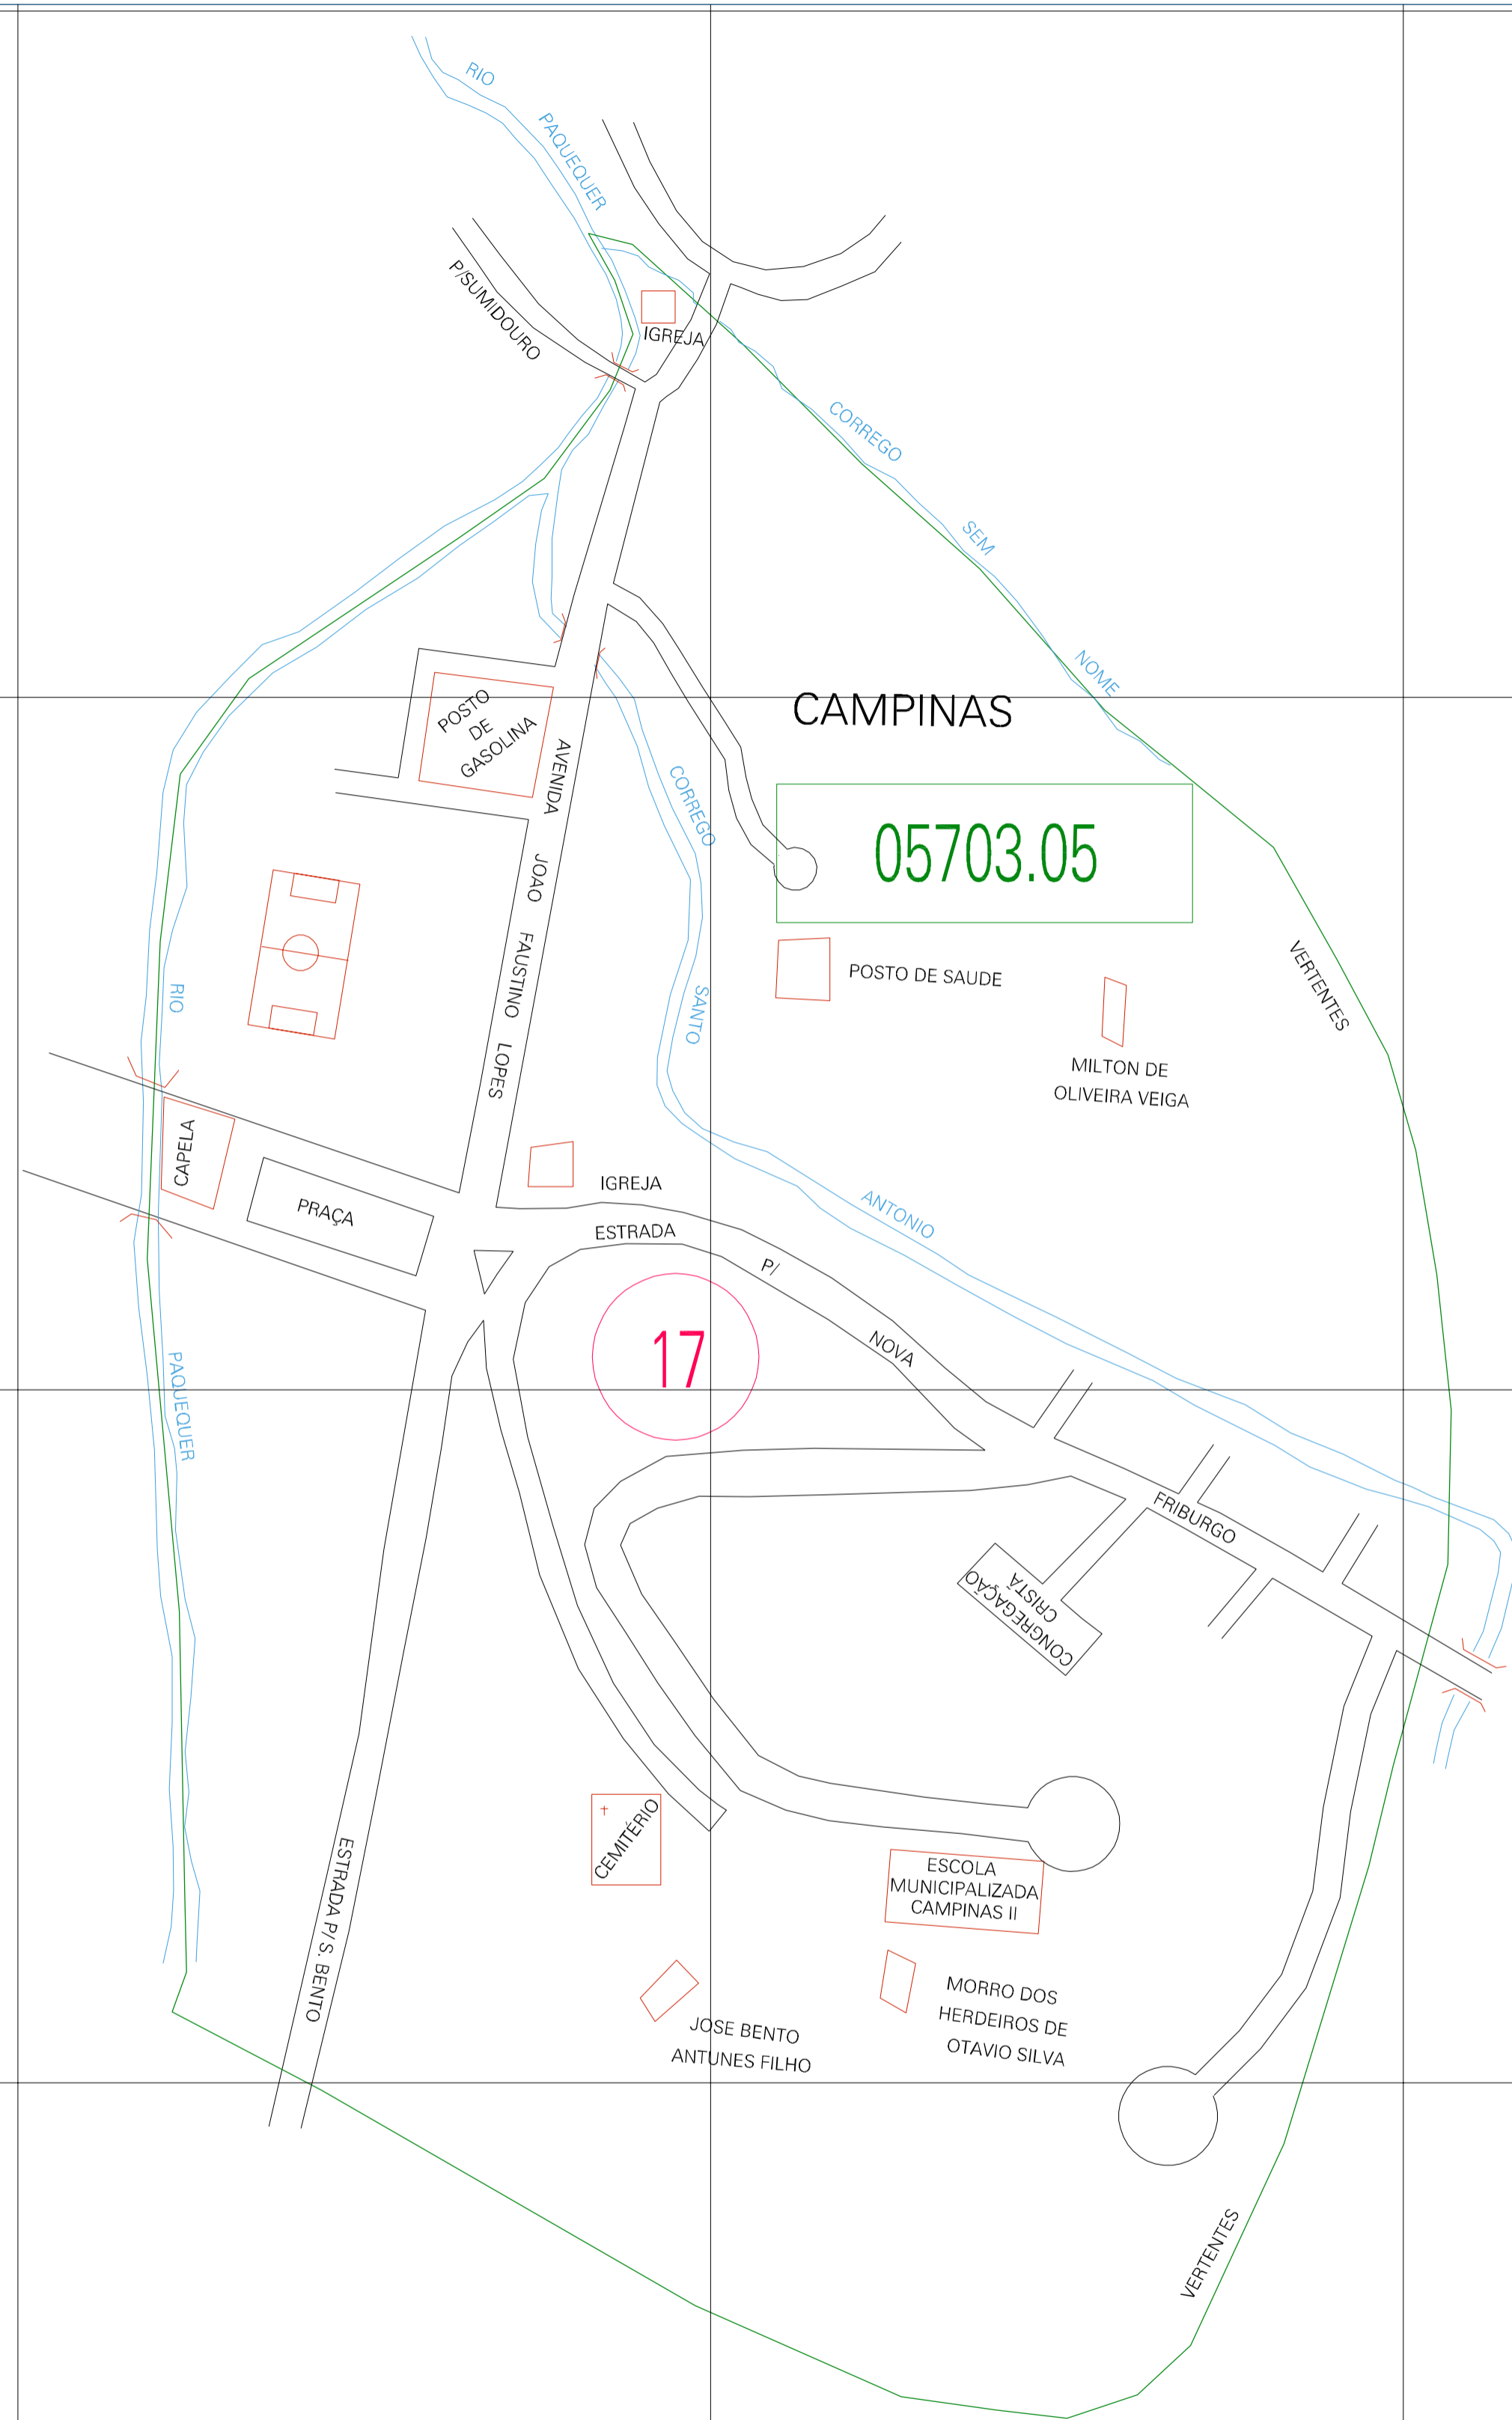 RIO
PAQUEQUER
P/SUMIDOURO
IGREJA
CORREGO
SEM
NOME
CAMPINAS
POSTO
DE
GASOLINA
AVENIDA
JOAO
FAUSTINO
LOPES
CORREGO
SANTO
ANTONIO
05703.05
POSTO DE SAUDE
MILTON DE
OLIVEIRA VEIGA
VERTENTES
RIO
PAQUEQUER
CAPELA
PRAÇA
IGREJA
ESTRADA
P/
NOVA
FRIBURGO
17
CONGREGAÇÃO
CRISTÃ
CEMITÉRIO
ESCOLA
MUNICIPALIZADA
CAMPINAS II
ESTRADA P/ S. BENTO
JOSE BENTO
ANTUNES FILHO
MORRO DOS
HERDEIROS DE
OTAVIO SILVA
VERTENTES